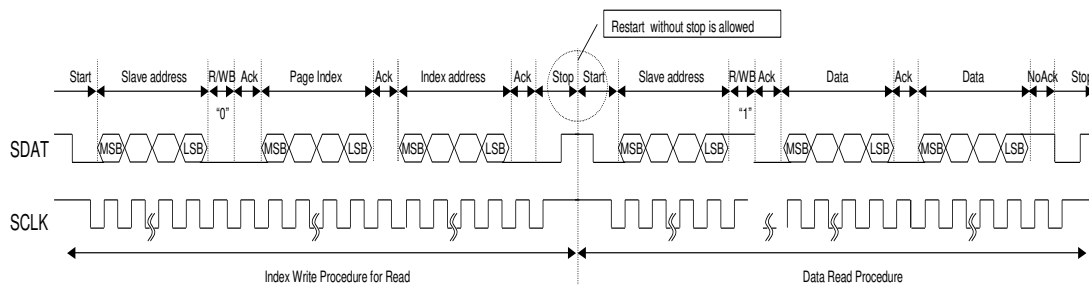 Restart without stop is allowed
Start Slave address R/WB Ack Page Index Ack Index address Ack Stop Start Slave address R/WB Ack Data Ack Data NoAck Stop
"0" "1"
SDAT MSB LSB MSB LSB MSB LSB MSB LSB MSB LSB MSB LSB
SCLK
Index Write Procedure for Read Data Read Procedure